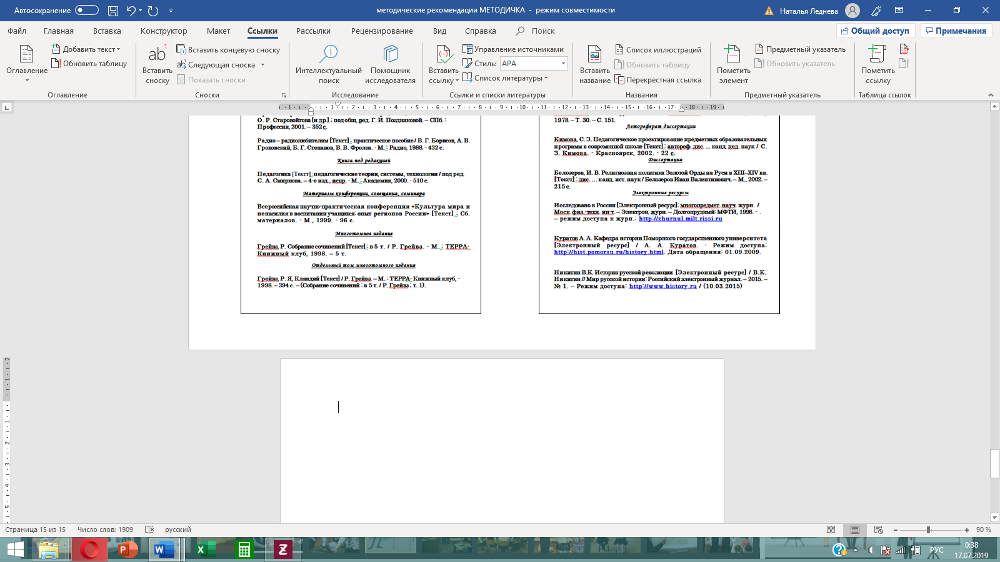 Автосохранение
методические рекомендации МЕТОДИЧКА - режим совместимости
Наталья Леднева
Файл Главная Вставка Конструктор Макет Ссылки Рассылки Рецензирование Вид Справка Поиск
Общий доступ Примечания
Оглавление
Добавить текст
Обновить таблицу
Оглавление
ab1
Вставить сноску
Вставить концевую сноску
Следующая сноска
Показать сноски
Сноски
Интеллектуальный поиск
Помощник исследователя
Исследование
Вставить ссылку
Управление источниками
Стиль: APA
Список литературы
Ссылки и списки литературы
Вставить название
Список иллюстраций
Обновить таблицу
Перекрестная ссылка
Названия
Пометить элемент
Предметный указатель
Обновить указатель
Предметный указатель
Пометить ссылку
Таблица ссылок
О. Р. Старовойтова [и др.] ; под общ. ред. Г. И. Поздняковой. – СПб. :
Профессия, 2001. – 352 с.
Радио – радиолюбителям [Текст] : практическое пособие / В. Г. Борисов, А. В.
Гроховский, Б. Г. Степанов, В. В. Фролов. - М. : Радио, 1988. - 432 с.
Книга под редакцией
Педагогика [Текст]: педагогические теории, системы, технологии / под ред.
С. А. Смирнова. – 4-е изд., испр. - М. : Академия, 2000. - 510 с.
Материалы конференции, совещания, семинара
Всероссийская научно-практическая конференция «Культура мира и
ненасилия в воспитании учащихся: опыт регионов России» [Текст] : Сб.
материалов. - М., 1999. - 96 с.
Многотомное издание
Грейвз, Р. Собрание сочинений [Текст] : в 5 т. / Р. Грейвз. - М. : ТЕРРА-
Книжный клуб, 1998. – 5 т.
Отдельный том многотомного издания
Грейвз, Р. Я, Клавдий [Текст] / Р. Грейвз. – М. : ТЕРРА- Книжный клуб, -
1998. – 394 с. – (Собрание сочинений : в 5 т. / Р. Грейвз ; т. 1).
1978. – Т. 30. – С. 151.
Автореферат диссертации
Кимова, С. З. Педагогическое проектирование предметных образовательных
программ в современной школе [Текст] : автореф. дис. ... канд. пед. наук / С.
З. Кимова. - Красноярск, 2002. - 22 с.
Диссертация
Белозеров, И. В. Религиозная политика Золотой Орды на Руси в XIII–XIV вв.
[Текст] : дис. ... канд. ист. наук / Белозеров Иван Валентинович. – М., 2002. –
215 с.
Электронные ресурсы
Исследовано в России [Электронный ресурс]: многопредмет. науч. журн. /
Моск. физ.-техн. ин-т. – Электрон. журн. – Долгопрудный: МФТИ, 1998. - .
– режим доступа к журн.: http://zhurnul.milt.rissi.ru
Куратов А. А. Кафедра истории Поморского государственного университета
[Электронный ресурс] / А. А. Куратов. - Режим доступа:
http://hist.pomorsu.ru/history.html. Дата обращения: 01.09.2009.
Никитин В.К. История русской революции [Электронный ресурс] / В.К.
Никитин // Мир русской истории: Российский электронный журнал. – 2015. –
№ 1. – Режим доступа: http://www.history.ru / (10.03.2015)
Страница 15 из 15 Число слов: 1909 русский
90 %
РУС
0:38
17.07.2019